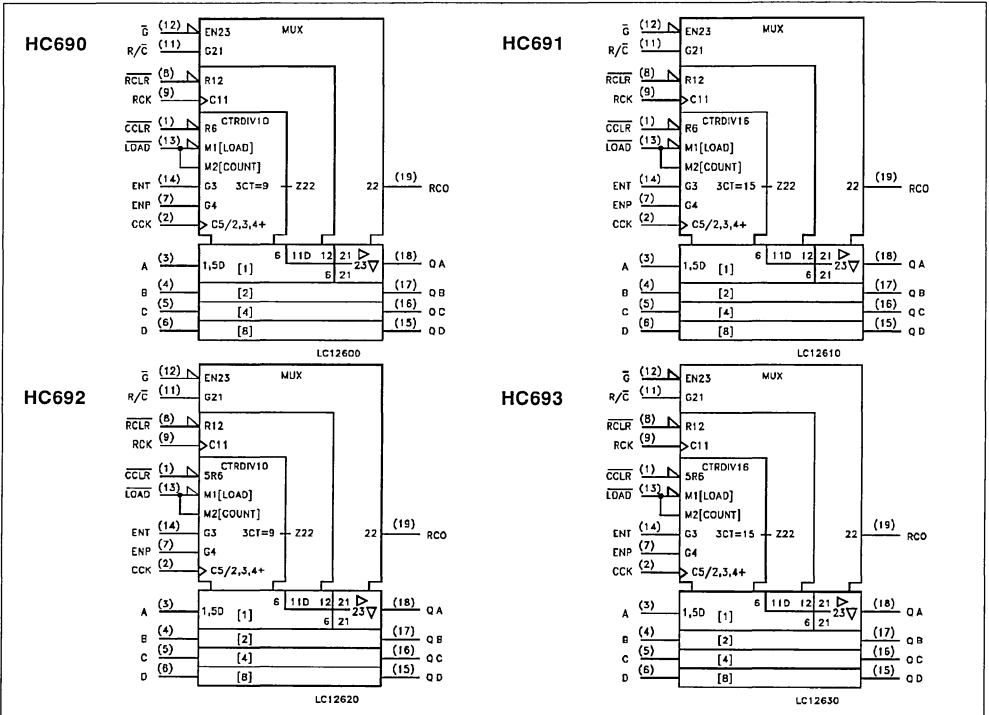 HC690
G̅ (12) EN23 MUX
R/C̅ (11) G21
R̅C̅L̅R̅ (8) R12
RCK (9) C11
CTRDIV10
C̅C̅L̅R̅ (1) R6
L̅O̅A̅D̅ (13) M1[LOAD]
M2[COUNT]
ENT (14) G3 3CT=9 Z22 22 (19) RCO
ENP (7) G4
CCK (2) C5/2,3,4+
6 11D 12 21
A (3) 1,5D [1] 6 21 23 (18) QA
B (4) [2] (17) QB
C (5) [4] (16) QC
D (6) [8] (15) QD
LC12600
HC691
G̅ (12) EN23 MUX
R/C̅ (11) G21
R̅C̅L̅R̅ (8) R12
RCK (9) C11
CTRDIV16
C̅C̅L̅R̅ (1) R6
L̅O̅A̅D̅ (13) M1[LOAD]
M2[COUNT]
ENT (14) G3 3CT=15 Z22 22 (19) RCO
ENP (7) G4
CCK (2) C5/2,3,4+
6 11D 12 21
A (3) 1,5D [1] 6 21 23 (18) QA
B (4) [2] (17) QB
C (5) [4] (16) QC
D (6) [8] (15) QD
LC12610
HC692
G̅ (12) EN23 MUX
R/C̅ (11) G21
R̅C̅L̅R̅ (8) R12
RCK (9) C11
CTRDIV10
C̅C̅L̅R̅ (1) 5R6
L̅O̅A̅D̅ (13) M1[LOAD]
M2[COUNT]
ENT (14) G3 3CT=9 Z22 22 (19) RCO
ENP (7) G4
CCK (2) C5/2,3,4+
6 11D 12 21
A (3) 1,5D [1] 6 21 23 (18) QA
B (4) [2] (17) QB
C (5) [4] (16) QC
D (6) [8] (15) QD
LC12620
HC693
G̅ (12) EN23 MUX
R/C̅ (11) G21
R̅C̅L̅R̅ (8) R12
RCK (9) C11
CTRDIV16
C̅C̅L̅R̅ (1) 5R6
L̅O̅A̅D̅ (13) M1[LOAD]
M2[COUNT]
ENT (14) G3 3CT=15 Z22 22 (19) RCO
ENP (7) G4
CCK (2) C5/2,3,4+
6 11D 12 21
A (3) 1,5D [1] 6 21 23 (18) QA
B (4) [2] (17) QB
C (5) [4] (16) QC
D (6) [8] (15) QD
LC12630